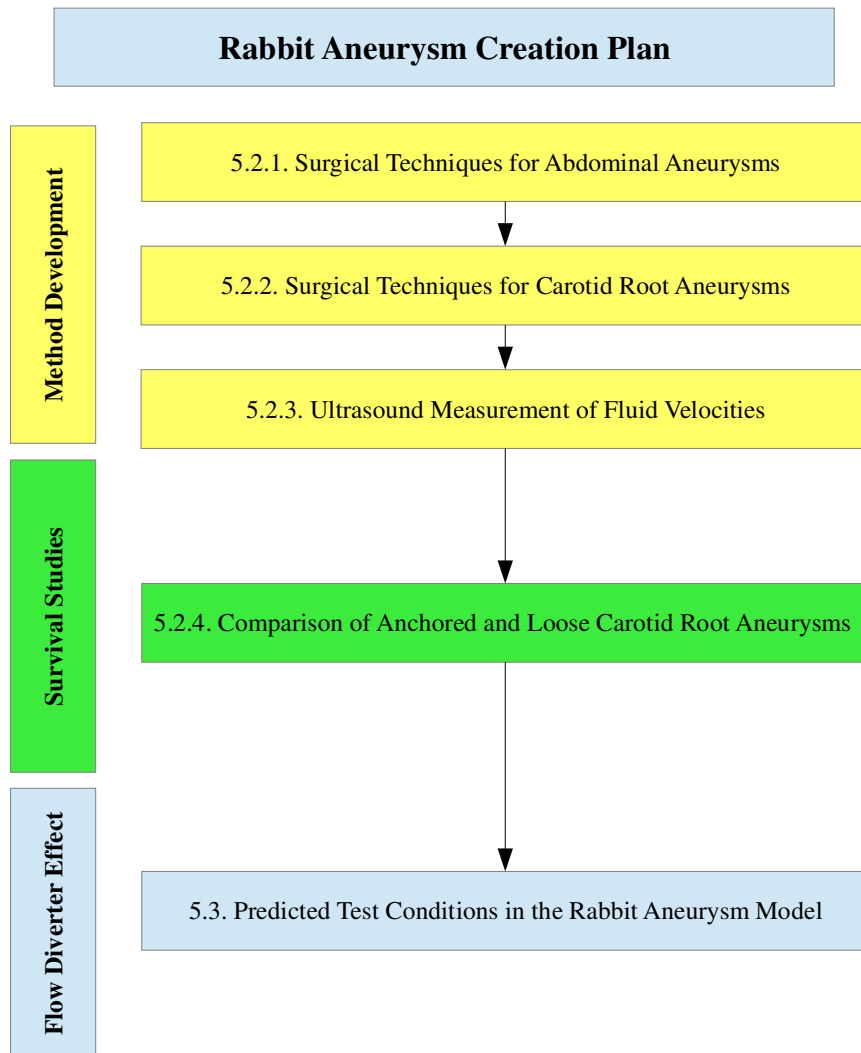 Rabbit Aneurysm Creation Plan
Method Development
5.2.1. Surgical Techniques for Abdominal Aneurysms
5.2.2. Surgical Techniques for Carotid Root Aneurysms
5.2.3. Ultrasound Measurement of Fluid Velocities
Survival Studies
5.2.4. Comparison of Anchored and Loose Carotid Root Aneurysms
Flow Diverter Effect
5.3. Predicted Test Conditions in the Rabbit Aneurysm Model